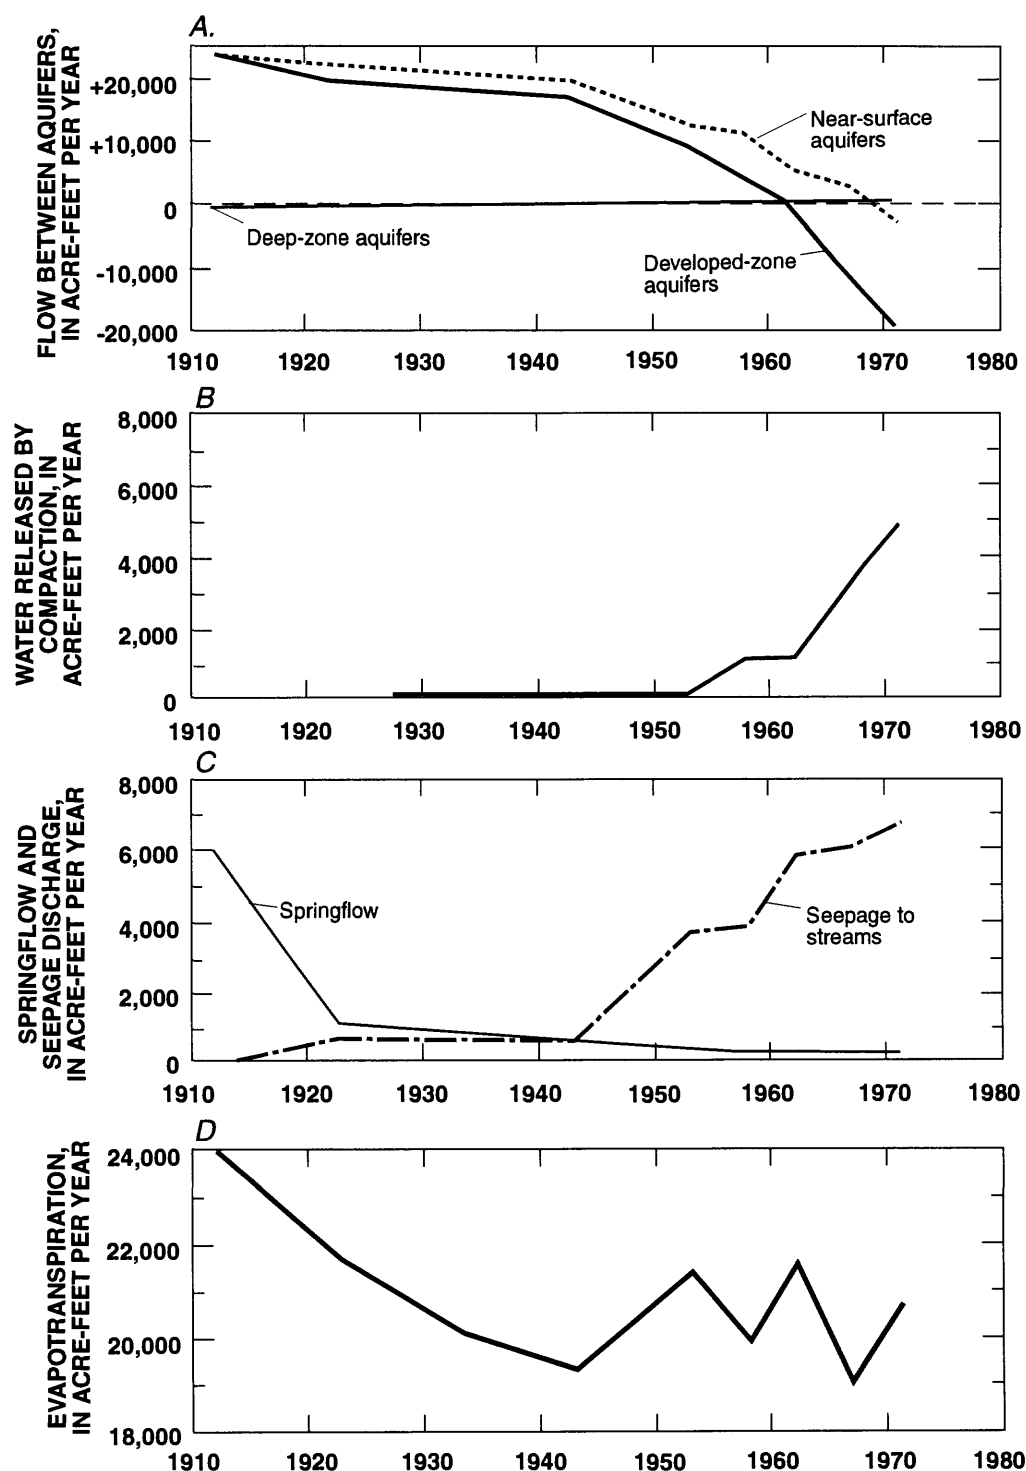 A.
FLOW BETWEEN AQUIFERS,
IN ACRE-FEET PER YEAR
+20,000
+10,000
0
-10,000
-20,000
Near-surface
aquifers
Deep-zone aquifers
Developed-zone
aquifers
1910 1920 1930 1940 1950 1960 1970 1980
B
WATER RELEASED BY
COMPACTION, IN
ACRE-FEET PER YEAR
8,000
6,000
4,000
2,000
0
1910 1920 1930 1940 1950 1960 1970 1980
C
SPRINGFLOW AND
SEEPAGE DISCHARGE,
IN ACRE-FEET PER YEAR
8,000
6,000
4,000
2,000
0
Springflow
Seepage to
streams
1910 1920 1930 1940 1950 1960 1970 1980
D
EVAPOTRANSPIRATION,
IN ACRE-FEET PER YEAR
24,000
22,000
20,000
18,000
1910 1920 1930 1940 1950 1960 1970 1980